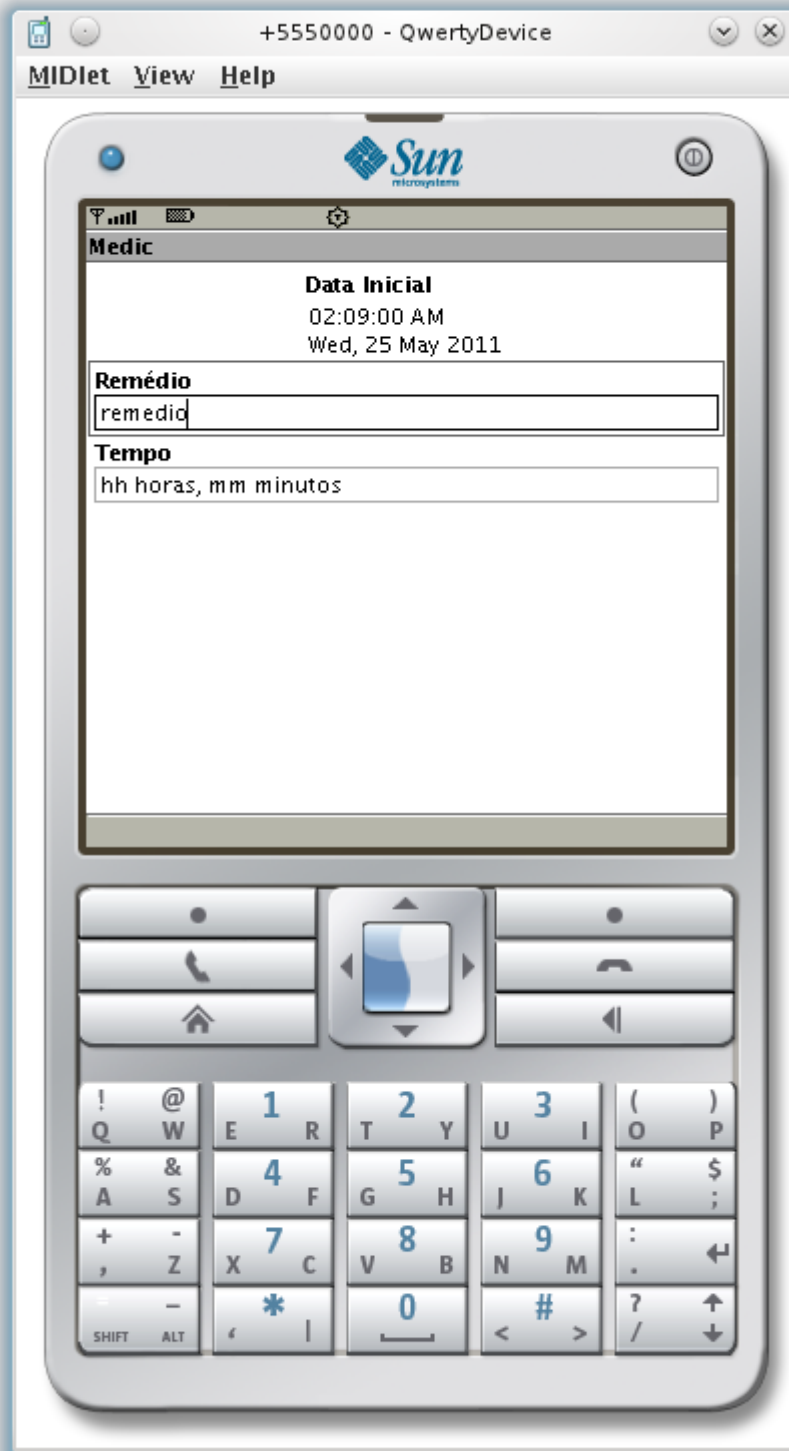 +5550000 - QwertyDevice
MIDlet View Help
Sun
microsystems
Medic
Data Inicial
02:09:00 AM
Wed, 25 May 2011
Remédio
remedio
Tempo
hh horas, mm minutos
! @ 1 2 3 ( )
Q W E R T Y U I O P
% & 4 5 6 “ $
A S D F G H J K L ;
+ - 7 8 9 :
, Z X C V B N M .
= _ * 0 # ?
SHIFT ALT ‘ | < > /